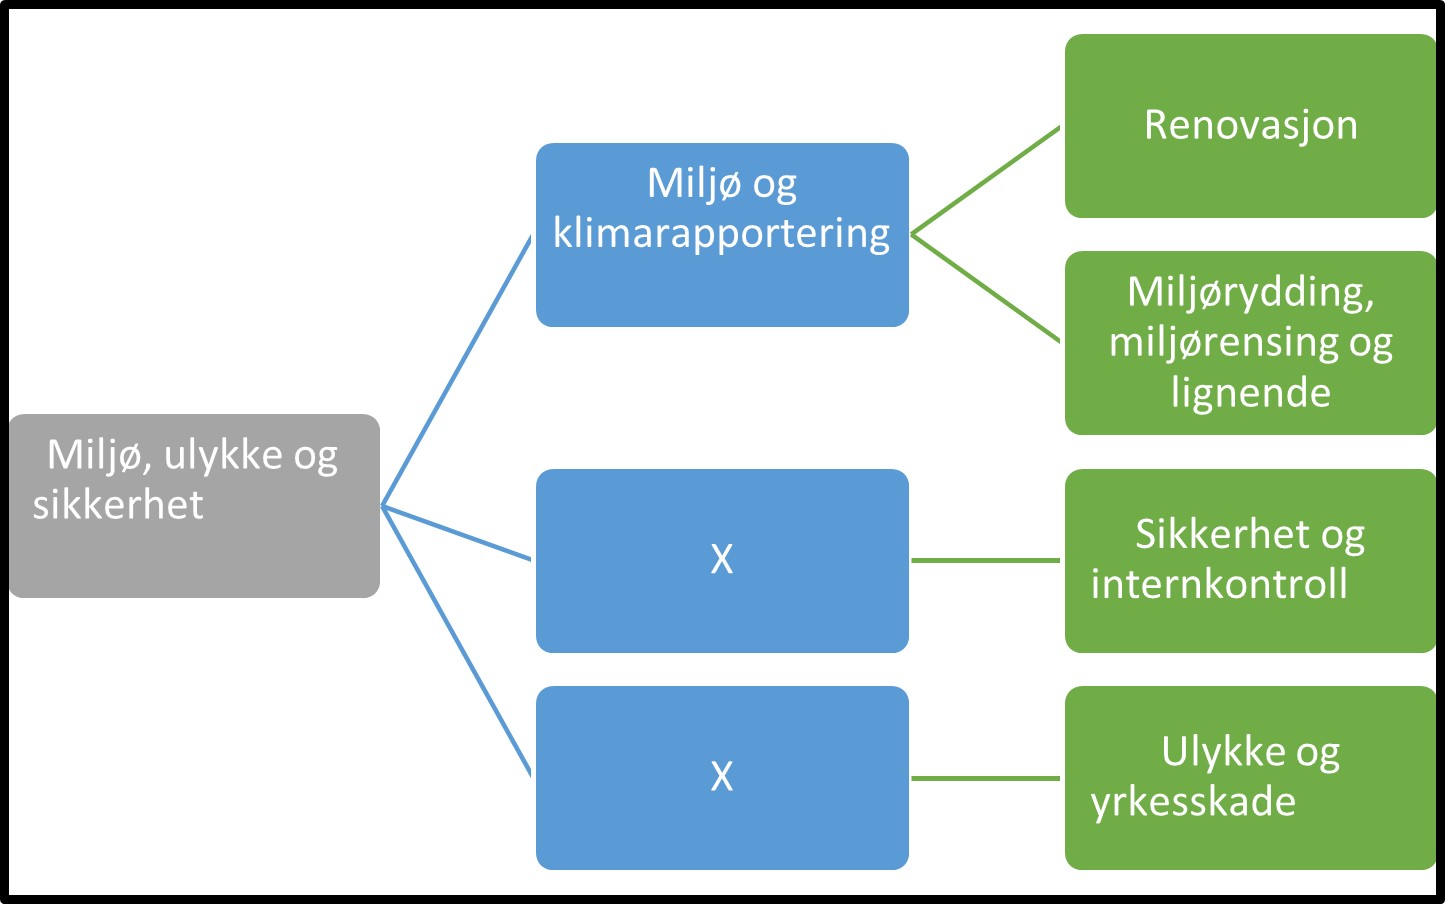 Miljø, ulykke og
sikkerhet
Miljø og
klimarapportering
X
X
Renovasjon
Miljørydding,
miljørensing og
lignende
Sikkerhet og
internkontroll
Ulykke og
yrkesskade